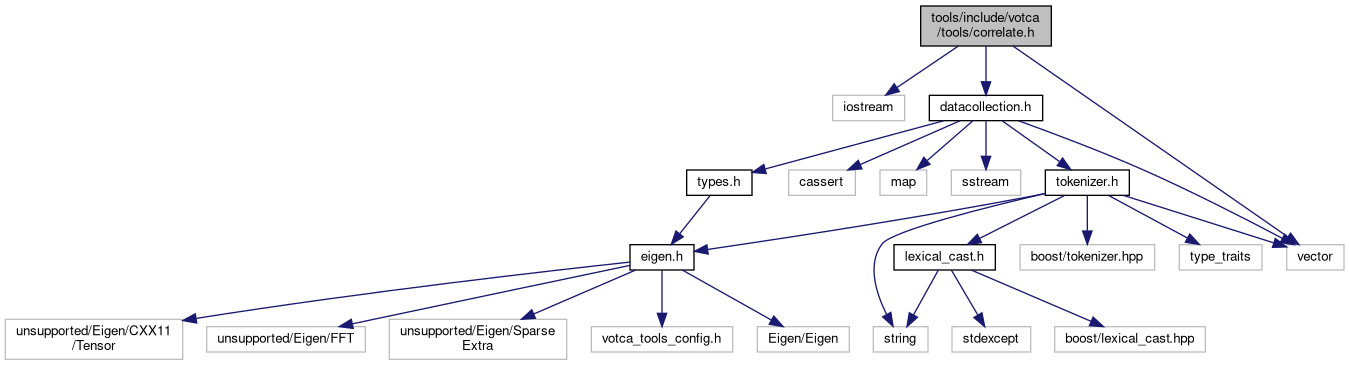 tools/include/votca
/tools/correlate.h
iostream
datacollection.h
types.h
cassert
map
sstream
tokenizer.h
eigen.h
lexical_cast.h
boost/tokenizer.hpp
type_traits
vector
unsupported/Eigen/CXX11
/Tensor
unsupported/Eigen/FFT
unsupported/Eigen/Sparse
Extra
votca_tools_config.h
Eigen/Eigen
string
stdexcept
boost/lexical_cast.hpp